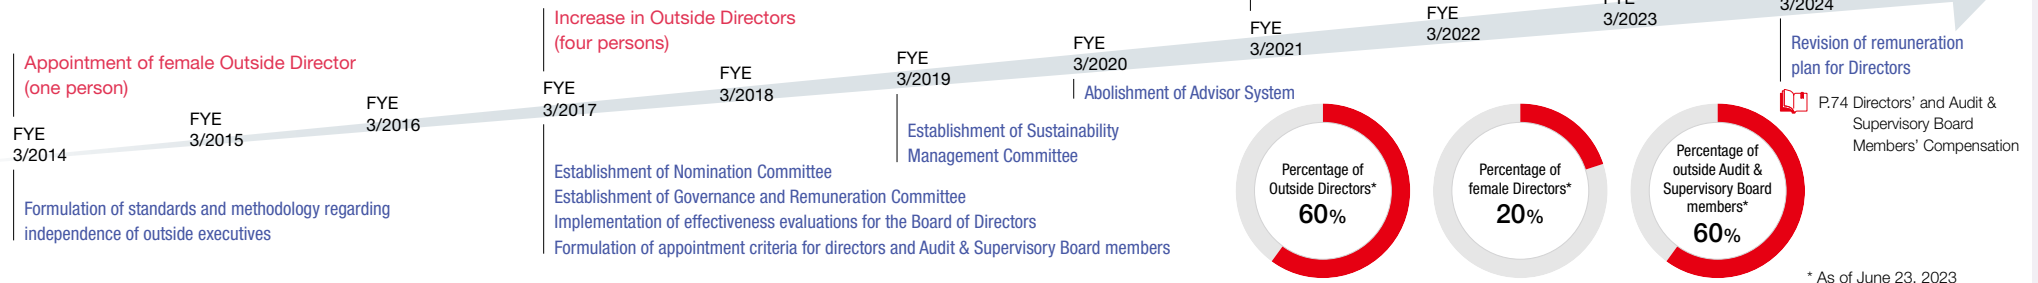 Appointment of female Outside Director
(one person)
Increase in Outside Directors
(four persons)
FYE
3/2014
FYE
3/2015
FYE
3/2016
FYE
3/2017
FYE
3/2018
FYE
3/2019
FYE
3/2020
FYE
3/2021
FYE
3/2022
3/2023
3/2024
Formulation of standards and methodology regarding
independence of outside executives
Establishment of Nomination Committee
Establishment of Governance and Remuneration Committee
Implementation of effectiveness evaluations for the Board of Directors
Formulation of appointment criteria for directors and Audit & Supervisory Board members
Establishment of Sustainability
Management Committee
Abolishment of Advisor System
Revision of remuneration
plan for Directors
P.74 Directors' and Audit &
Supervisory Board
Members' Compensation
Percentage of
Outside Directors*
60%
Percentage of
female Directors*
20%
Percentage of
outside Audit &
Supervisory Board
members*
60%
* As of June 23, 2023